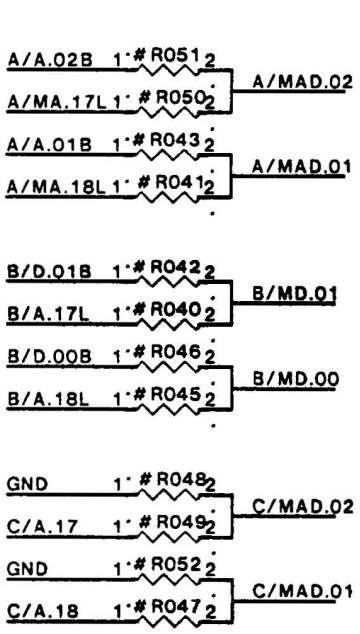 A/A.02B 1 #R051 2
A/MAD.02
A/MA.17L 1 #R050 2
A/A.01B 1 #R043 2
A/MAD.01
A/MA.18L 1 #R041 2
B/D.01B 1 #R042 2
B/MD.01
B/A.17L 1 #R040 2
B/D.00B 1 #R046 2
B/MD.00
B/A.18L 1 #R045 2
GND 1 #R048 2
C/MAD.02
C/A.17 1 #R049 2
GND 1 #R052 2
C/MAD.01
C/A.18 1 #R047 2